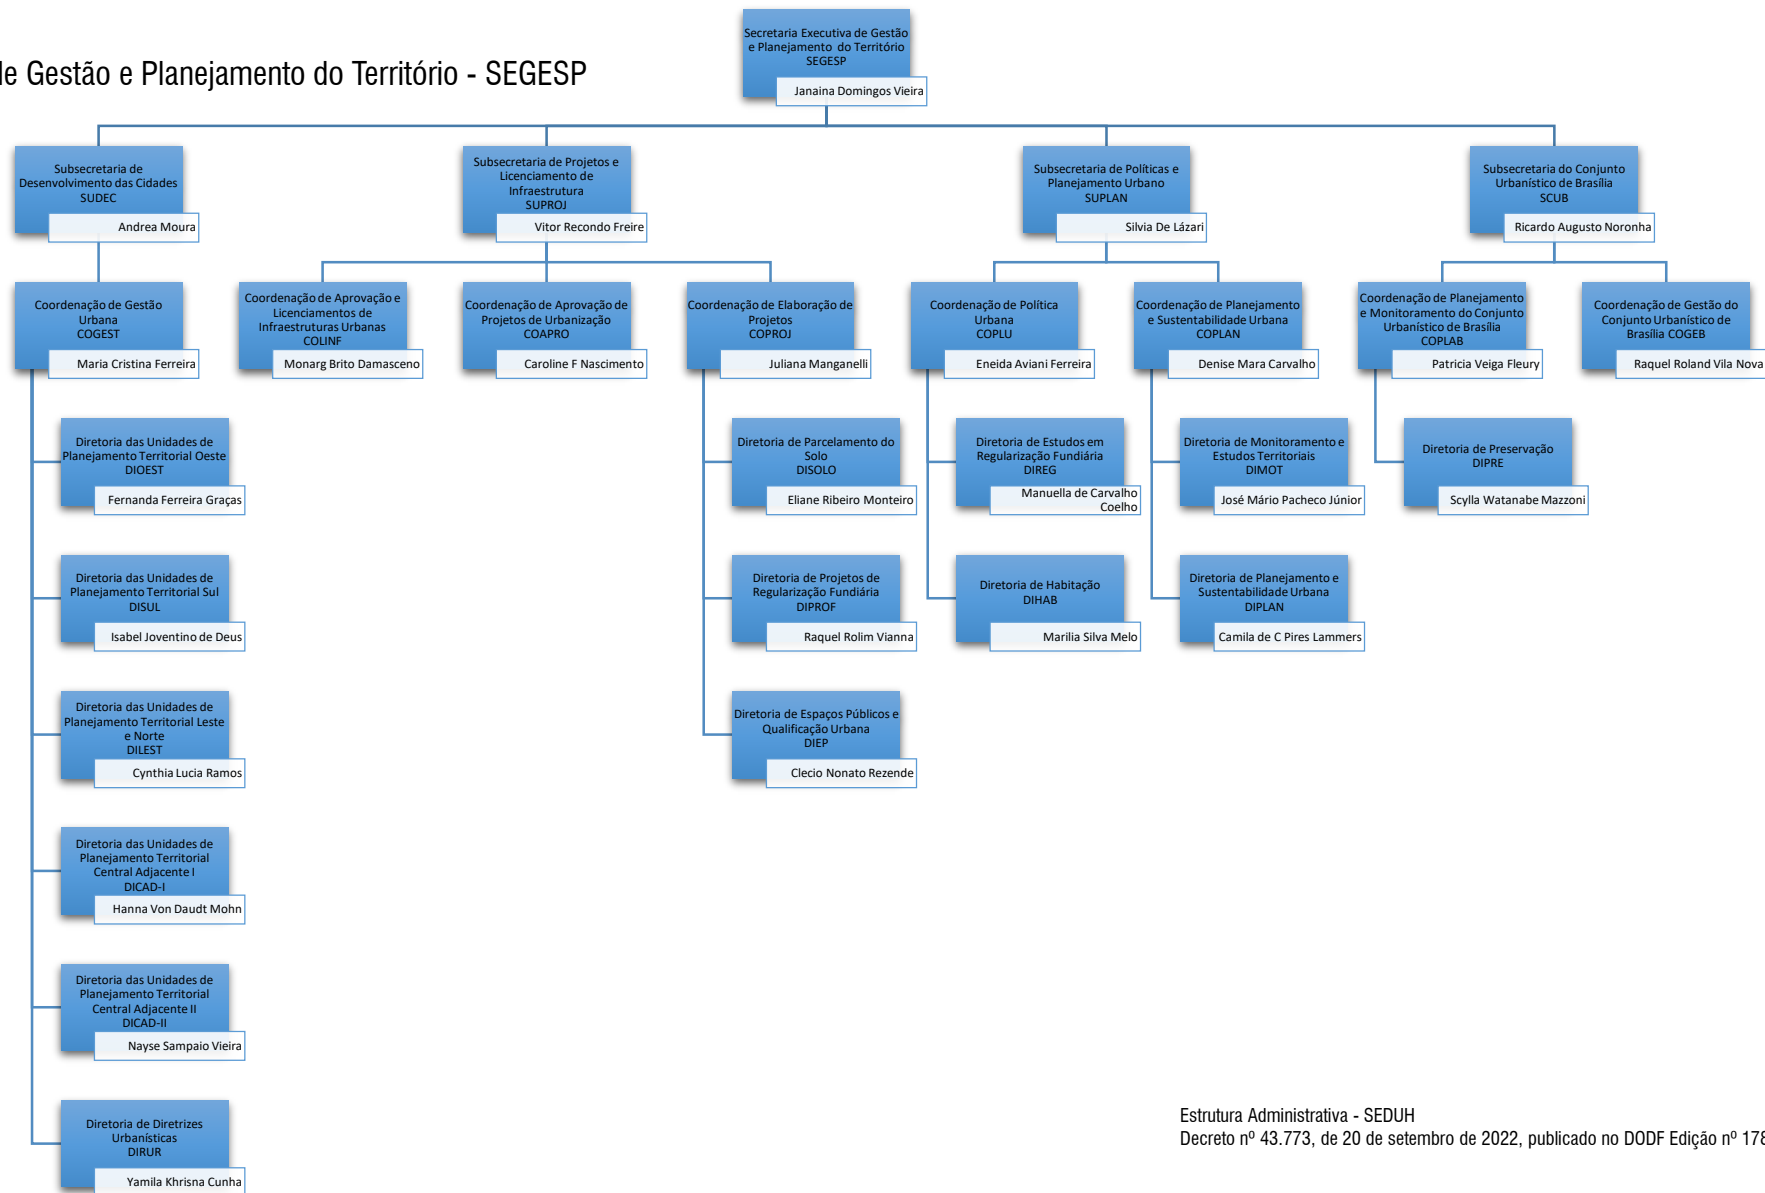 de Gestão e Planejamento do Território - SEGESP
Secretaria Executiva de Gestão
e Planejamento do Território
SEGESP
Janaina Domingos Vieira
Subsecretaria de
Desenvolvimento das Cidades
SUDEC
Andrea Moura
Subsecretaria de Projetos e
Licenciamento de
Infraestrutura
SUPROJ
Vitor Recondo Freire
Subsecretaria de Políticas e
Planejamento Urbano
SUPLAN
Silvia De Lázari
Subsecretaria do Conjunto
Urbanístico de Brasília
SCUB
Ricardo Augusto Noronha
Coordenação de Gestão
Urbana
COGEST
Maria Cristina Ferreira
Coordenação de Aprovação e
Licenciamentos de
Infraestruturas Urbanas
COLINF
Monarg Brito Damasceno
Coordenação de Aprovação de
Projetos de Urbanização
COAPRO
Caroline F Nascimento
Coordenação de Elaboração de
Projetos
COPROJ
Juliana Manganelli
Coordenação de Política
Urbana
COPLU
Eneida Aviani Ferreira
Coordenação de Planejamento
e Sustentabilidade Urbana
COPLAN
Denise Mara Carvalho
Coordenação de Planejamento
e Monitoramento do Conjunto
Urbanístico de Brasília
COPLAB
Patricia Veiga Fleury
Coordenação de Gestão do
Conjunto Urbanístico de
Brasília COGEB
Raquel Roland Vila Nova
Diretoria das Unidades de
Planejamento Territorial Oeste
DIOEST
Fernanda Ferreira Graças
Diretoria de Parcelamento do
Solo
DISOLO
Eliane Ribeiro Monteiro
Diretoria de Estudos em
Regularização Fundiária
DIREG
Manuella de Carvalho
Coelho
Diretoria de Monitoramento e
Estudos Territoriais
DIMOT
José Mário Pacheco Júnior
Diretoria de Preservação
DIPRE
Scylla Watanabe Mazzoni
Diretoria das Unidades de
Planejamento Territorial Sul
DISUL
Isabel Joventino de Deus
Diretoria de Projetos de
Regularização Fundiária
DIPROF
Raquel Rolim Vianna
Diretoria de Habitação
DIHAB
Marilia Silva Melo
Diretoria de Planejamento e
Sustentabilidade Urbana
DIPLAN
Camila de C Pires Lammers
Diretoria das Unidades de
Planejamento Territorial Leste
e Norte
DILEST
Cynthia Lucia Ramos
Diretoria de Espaços Públicos e
Qualificação Urbana
DIEP
Clecio Nonato Rezende
Diretoria das Unidades de
Planejamento Territorial
Central Adjacente I
DICAD-I
Hanna Von Daudt Mohn
Diretoria das Unidades de
Planejamento Territorial
Central Adjacente II
DICAD-II
Nayse Sampaio Vieira
Diretoria de Diretrizes
Urbanísticas
DIRUR
Yamila Khrisna Cunha
Estrutura Administrativa - SEDUH
Decreto nº 43.773, de 20 de setembro de 2022, publicado no DODF Edição nº 178